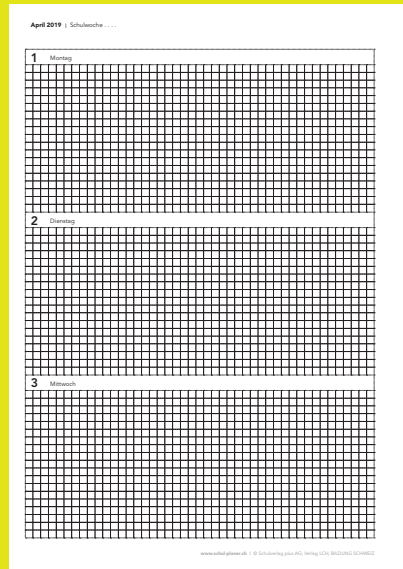 April 2019 | Schulwoche . . . .
1 Montag
2 Dienstag
3 Mittwoch
www.schul-planer.ch | © Schulverlag plus AG, Verlag LCH, BILDUNG SCHWEIZ